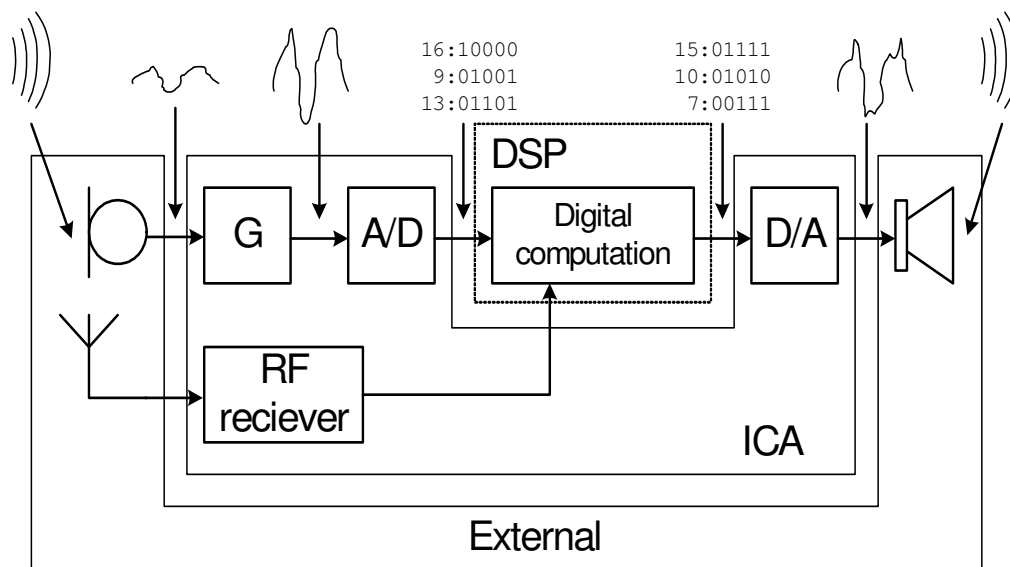 16:10000
9:01001
13:01101
15:01111
10:01010
7:00111
DSP
G
A/D
Digital
computation
D/A
RF
reciever
ICA
External